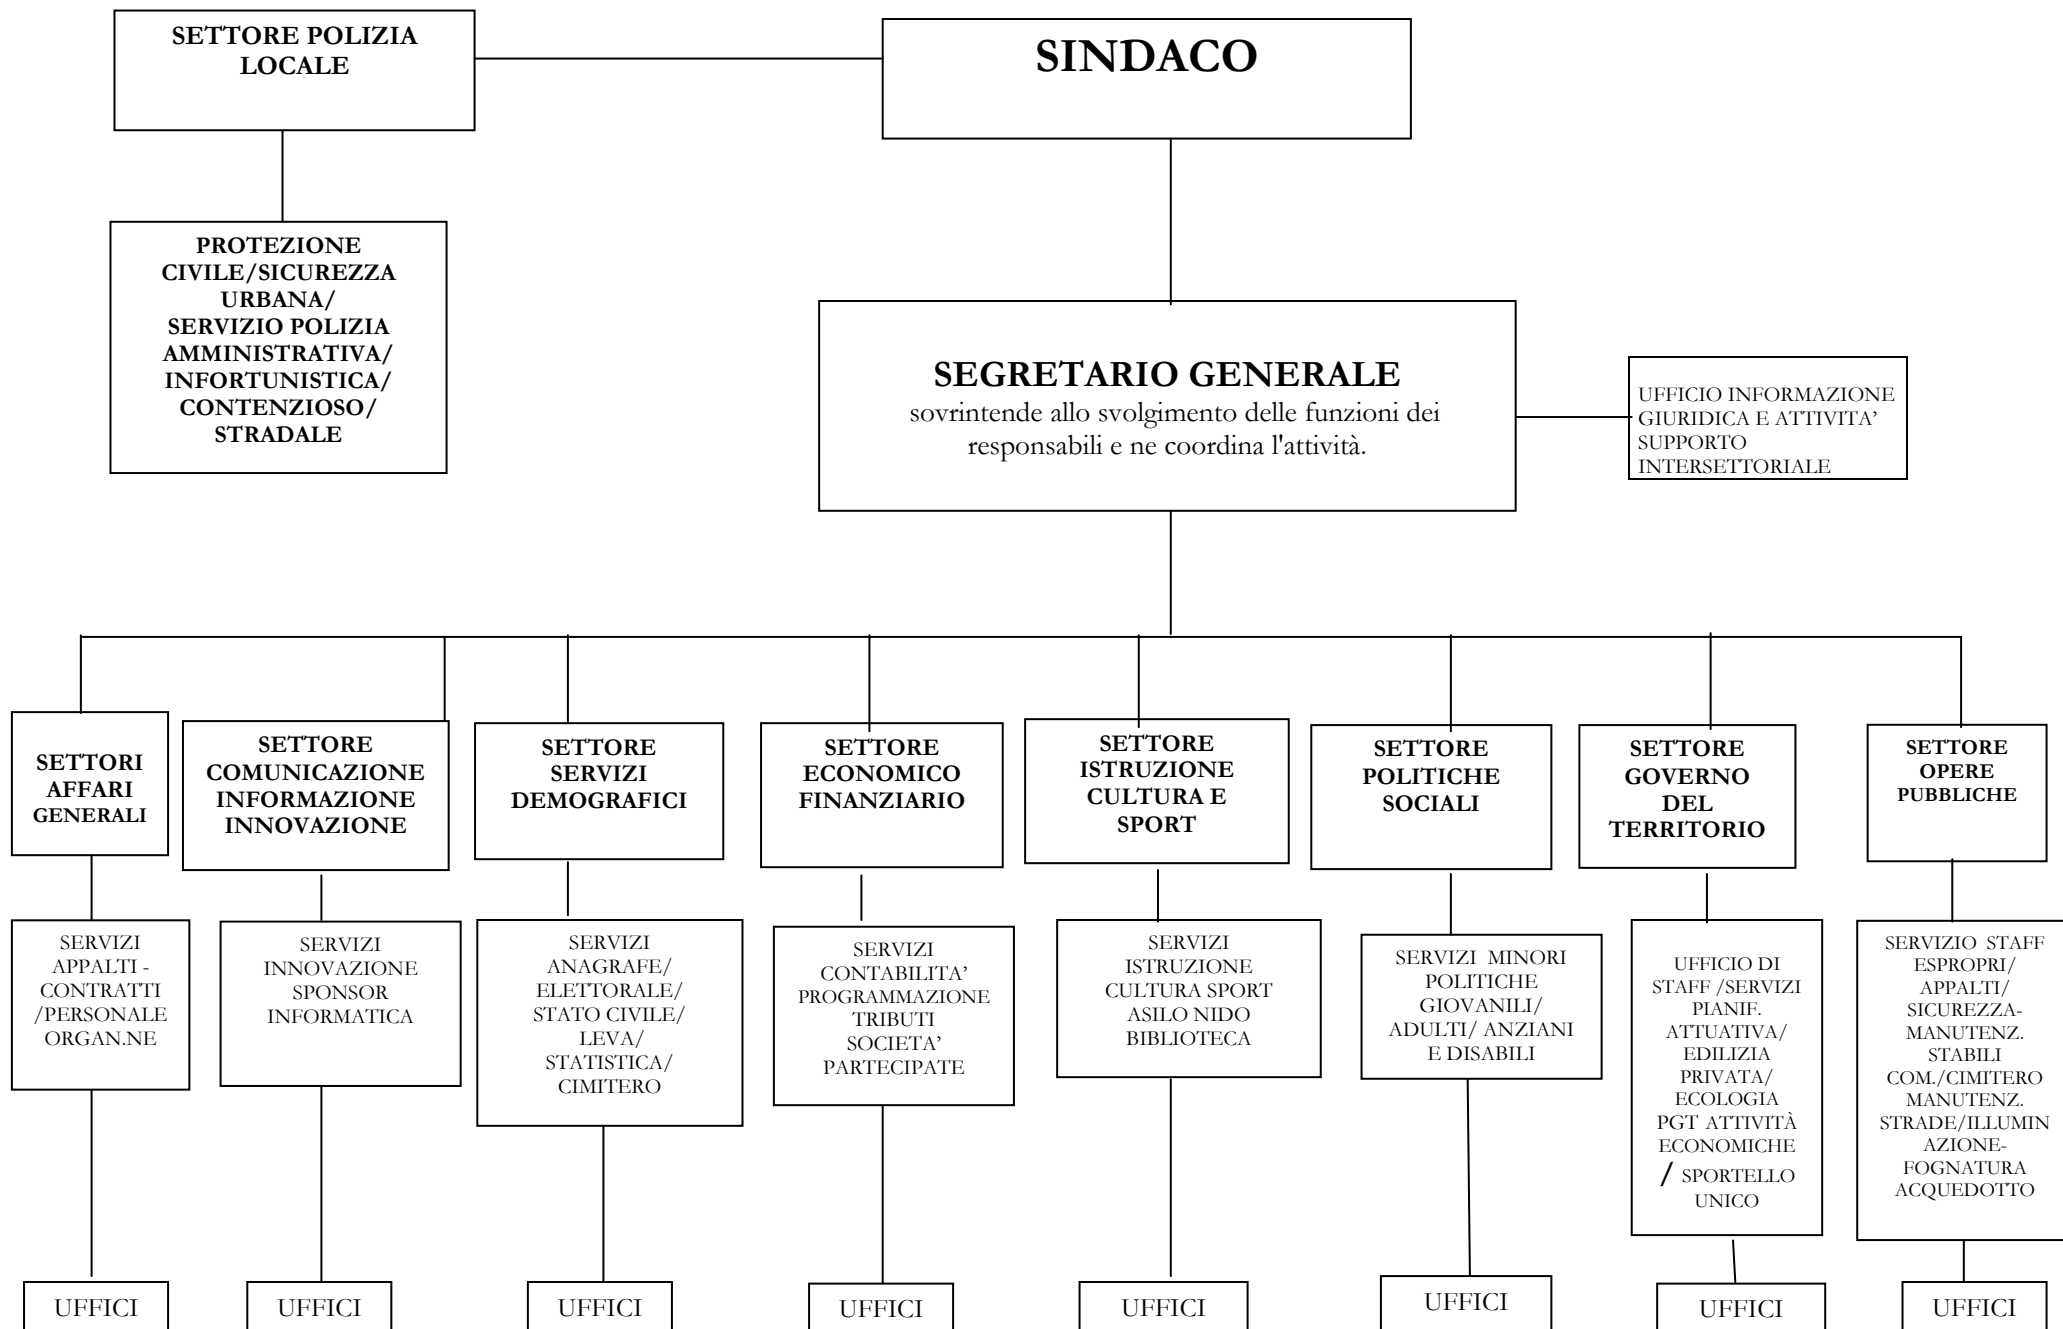 SETTORE POLIZIA
LOCALE
SINDACO
PROTEZIONE
CIVILE/SICUREZZA
URBANA/
SERVIZIO POLIZIA
AMMINISTRATIVA/
INFORTUNISTICA/
CONTENZIOSO/
STRADALE
SEGRETARIO GENERALE
sovrintende allo svolgimento delle funzioni dei
responsabili e ne coordina l'attività.
UFFICIO INFORMAZIONE
GIURIDICA E ATTIVITA’
SUPPORTO
INTERSETTORIALE
SETTORI
AFFARI
GENERALI
SETTORE
COMUNICAZIONE
INFORMAZIONE
INNOVAZIONE
SETTORE
SERVIZI
DEMOGRAFICI
SETTORE
ECONOMICO
FINANZIARIO
SETTORE
ISTRUZIONE
CULTURA E
SPORT
SETTORE
POLITICHE
SOCIALI
SETTORE
GOVERNO
DEL
TERRITORIO
SETTORE
OPERE
PUBBLICHE
SERVIZI
APPALTI -
CONTRATTI
/PERSONALE
ORGAN.NE
SERVIZI
INNOVAZIONE
SPONSOR
INFORMATICA
SERVIZI
ANAGRAFE/
ELETTORALE/
STATO CIVILE/
LEVA/
STATISTICA/
CIMITERO
SERVIZI
CONTABILITA’
PROGRAMMAZIONE
TRIBUTI
SOCIETA’
PARTECIPATE
SERVIZI
ISTRUZIONE
CULTURA SPORT
ASILO NIDO
BIBLIOTECA
SERVIZI MINORI
POLITICHE
GIOVANILI/
ADULTI/ ANZIANI
E DISABILI
UFFICIO DI
STAFF /SERVIZI
PIANIF.
ATTUATIVA/
EDILIZIA
PRIVATA/
ECOLOGIA
PGT ATTIVITÀ
ECONOMICHE
/ SPORTELLO
UNICO
SERVIZIO STAFF
ESPROPRI/
APPALTI/
SICUREZZA-
MANUTENZ.
STABILI
COM./CIMITERO
MANUTENZ.
STRADE/ILLUMIN
AZIONE-
FOGNATURA
ACQUEDOTTO
UFFICI
UFFICI
UFFICI
UFFICI
UFFICI
UFFICI
UFFICI
UFFICI